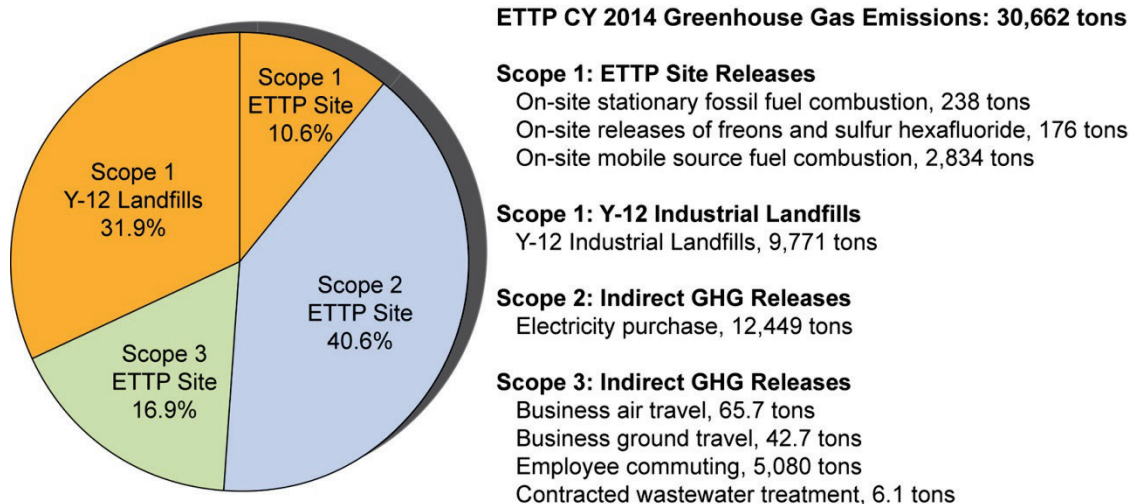 Scope 1
ETTP Site
10.6%
Scope 1
Y-12 Landfills
31.9%
Scope 2
ETTP Site
40.6%
Scope 3
ETTP Site
16.9%
ETTP CY 2014 Greenhouse Gas Emissions: 30,662 tons
Scope 1: ETTP Site Releases
On-site stationary fossil fuel combustion, 238 tons
On-site releases of freons and sulfur hexafluoride, 176 tons
On-site mobile source fuel combustion, 2,834 tons
Scope 1: Y-12 Industrial Landfills
Y-12 Industrial Landfills, 9,771 tons
Scope 2: Indirect GHG Releases
Electricity purchase, 12,449 tons
Scope 3: Indirect GHG Releases
Business air travel, 65.7 tons
Business ground travel, 42.7 tons
Employee commuting, 5,080 tons
Contracted wastewater treatment, 6.1 tons